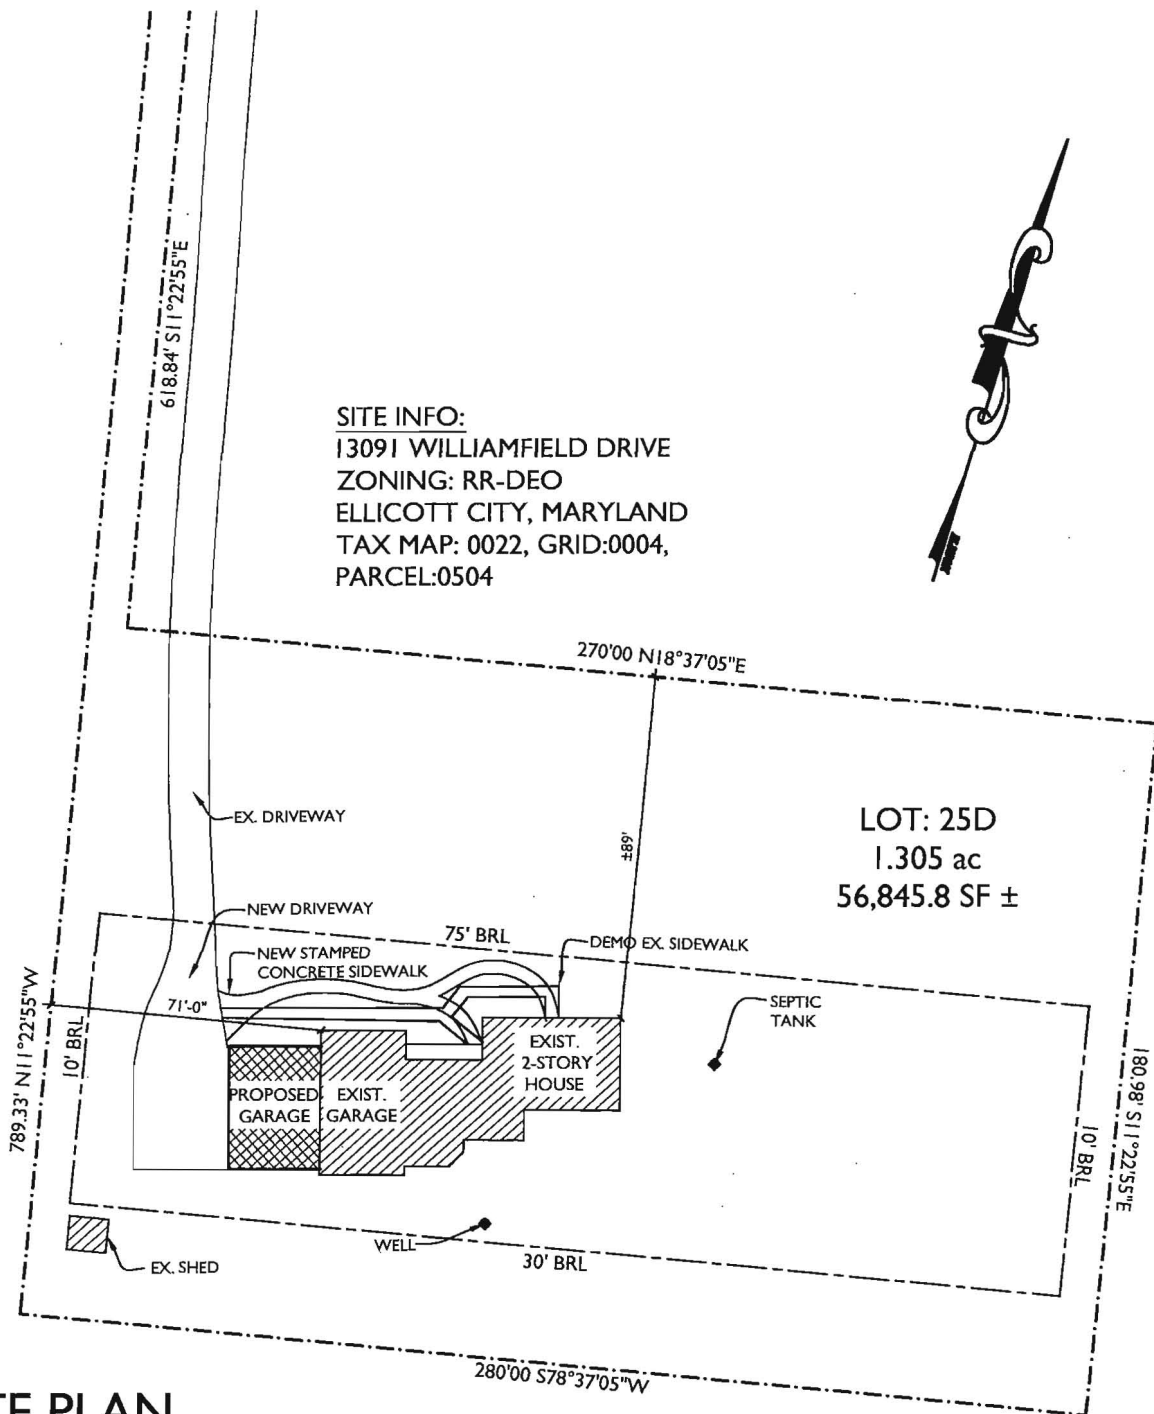 618.84' S11°22'55"E
SITE INFO:
13091 WILLIAMFIELD DRIVE
ZONING: RR-DEO
ELLICOTT CITY, MARYLAND
TAX MAP: 0022, GRID:0004,
PARCEL:0504
270'00 N18°37'05"E
EX. DRIVEWAY
±89'
LOT: 25D
1.305 ac
56,845.8 SF ±
NEW DRIVEWAY
75' BRL
DEMO EX. SIDEWALK
NEW STAMPED
CONCRETE SIDEWALK
71'-0"
SEPTIC
TANK
789.33' N11°22'55"W
10' BRL
PROPOSED
GARAGE
EXIST.
GARAGE
EXIST.
2-STORY
HOUSE
10' BRL
180.98' S11°22'55"E
WELL
30' BRL
EX. SHED
280'00 S78°37'05"W
TE PLAN